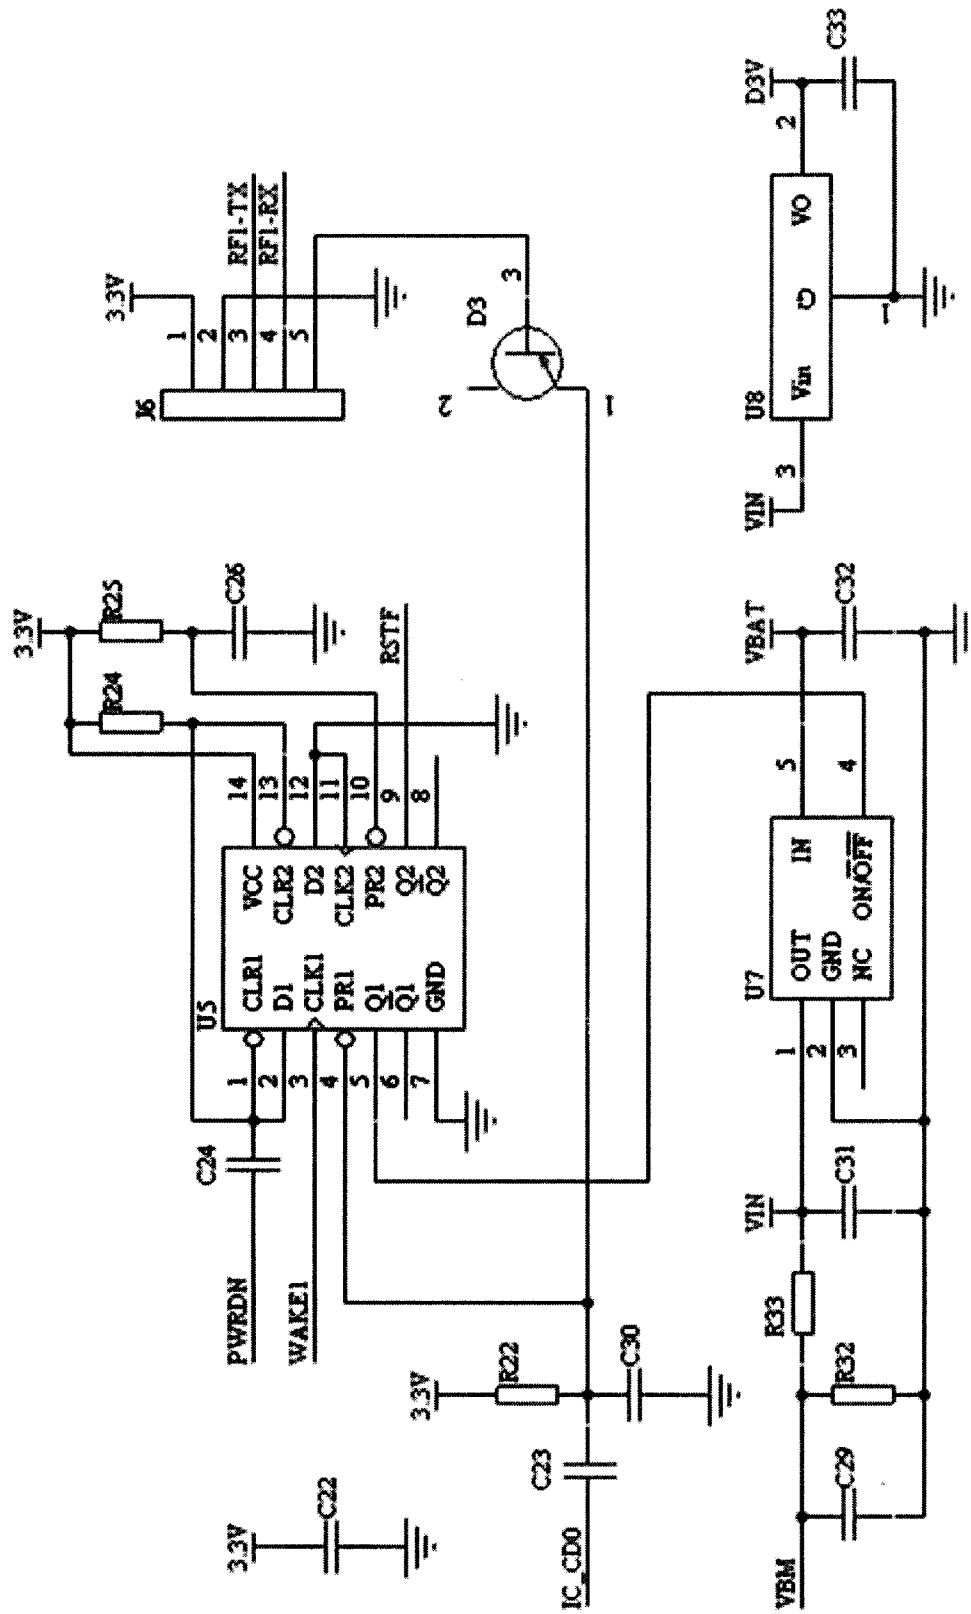 3.3V
C22
IC_CD0
C23
3.3V
R22
C30
PWRDN
WAKE1
C24
1
2
3
4
5
6
7
U5
CLR1
D1
CLK1
PR1
Q1
Q1
GND
VCC
CLR2
D2
CLK2
PR2
Q2
Q2
14
13
12
11
10
9
8
3.3V
R24
R25
C26
RSTF
J6
1
2
3
4
5
3.3V
RF1-TX
RF1-RX
D3
2
1
3
VBM
C29
R32
R33
VIN
C31
1
2
3
U7
OUT
GND
NC
IN
ON/OFF
5
4
VBAT
C32
VIN
3
U8
Vin
G
VO
1
2
D3V
C33